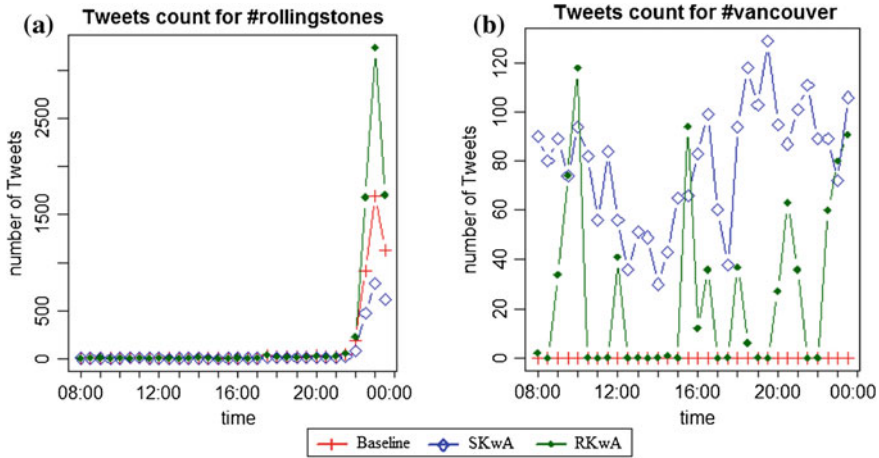 (a)
Tweets count for #rollingstones
number of Tweets
2500
1500
500
0
08:00
12:00
16:00
20:00
00:00
time
(b)
Tweets count for #vancouver
number of Tweets
120
100
80
60
40
20
0
08:00
12:00
16:00
20:00
00:00
time
Baseline
SKwA
RKwA